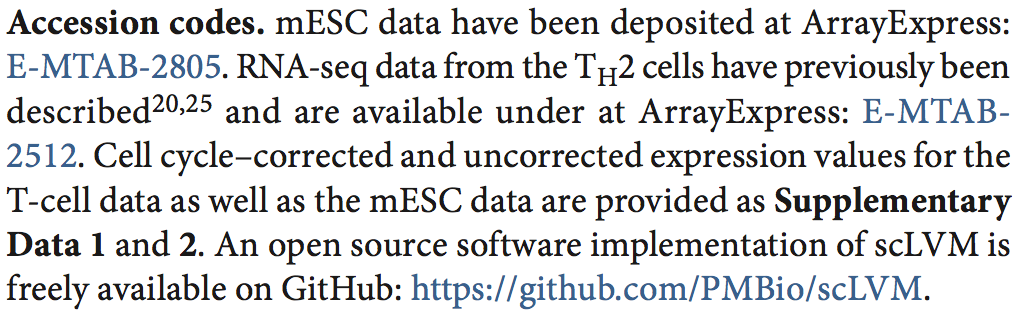 Accession codes. mESC data have been deposited at ArrayExpress:
E-MTAB-2805. RNA-seq data from the TH2 cells have previously been
described20,25 and are available under at ArrayExpress: E-MTAB-
2512. Cell cycle–corrected and uncorrected expression values for the
T-cell data as well as the mESC data are provided as Supplementary
Data 1 and 2. An open source software implementation of scLVM is
freely available on GitHub: https://github.com/PMBio/scLVM.